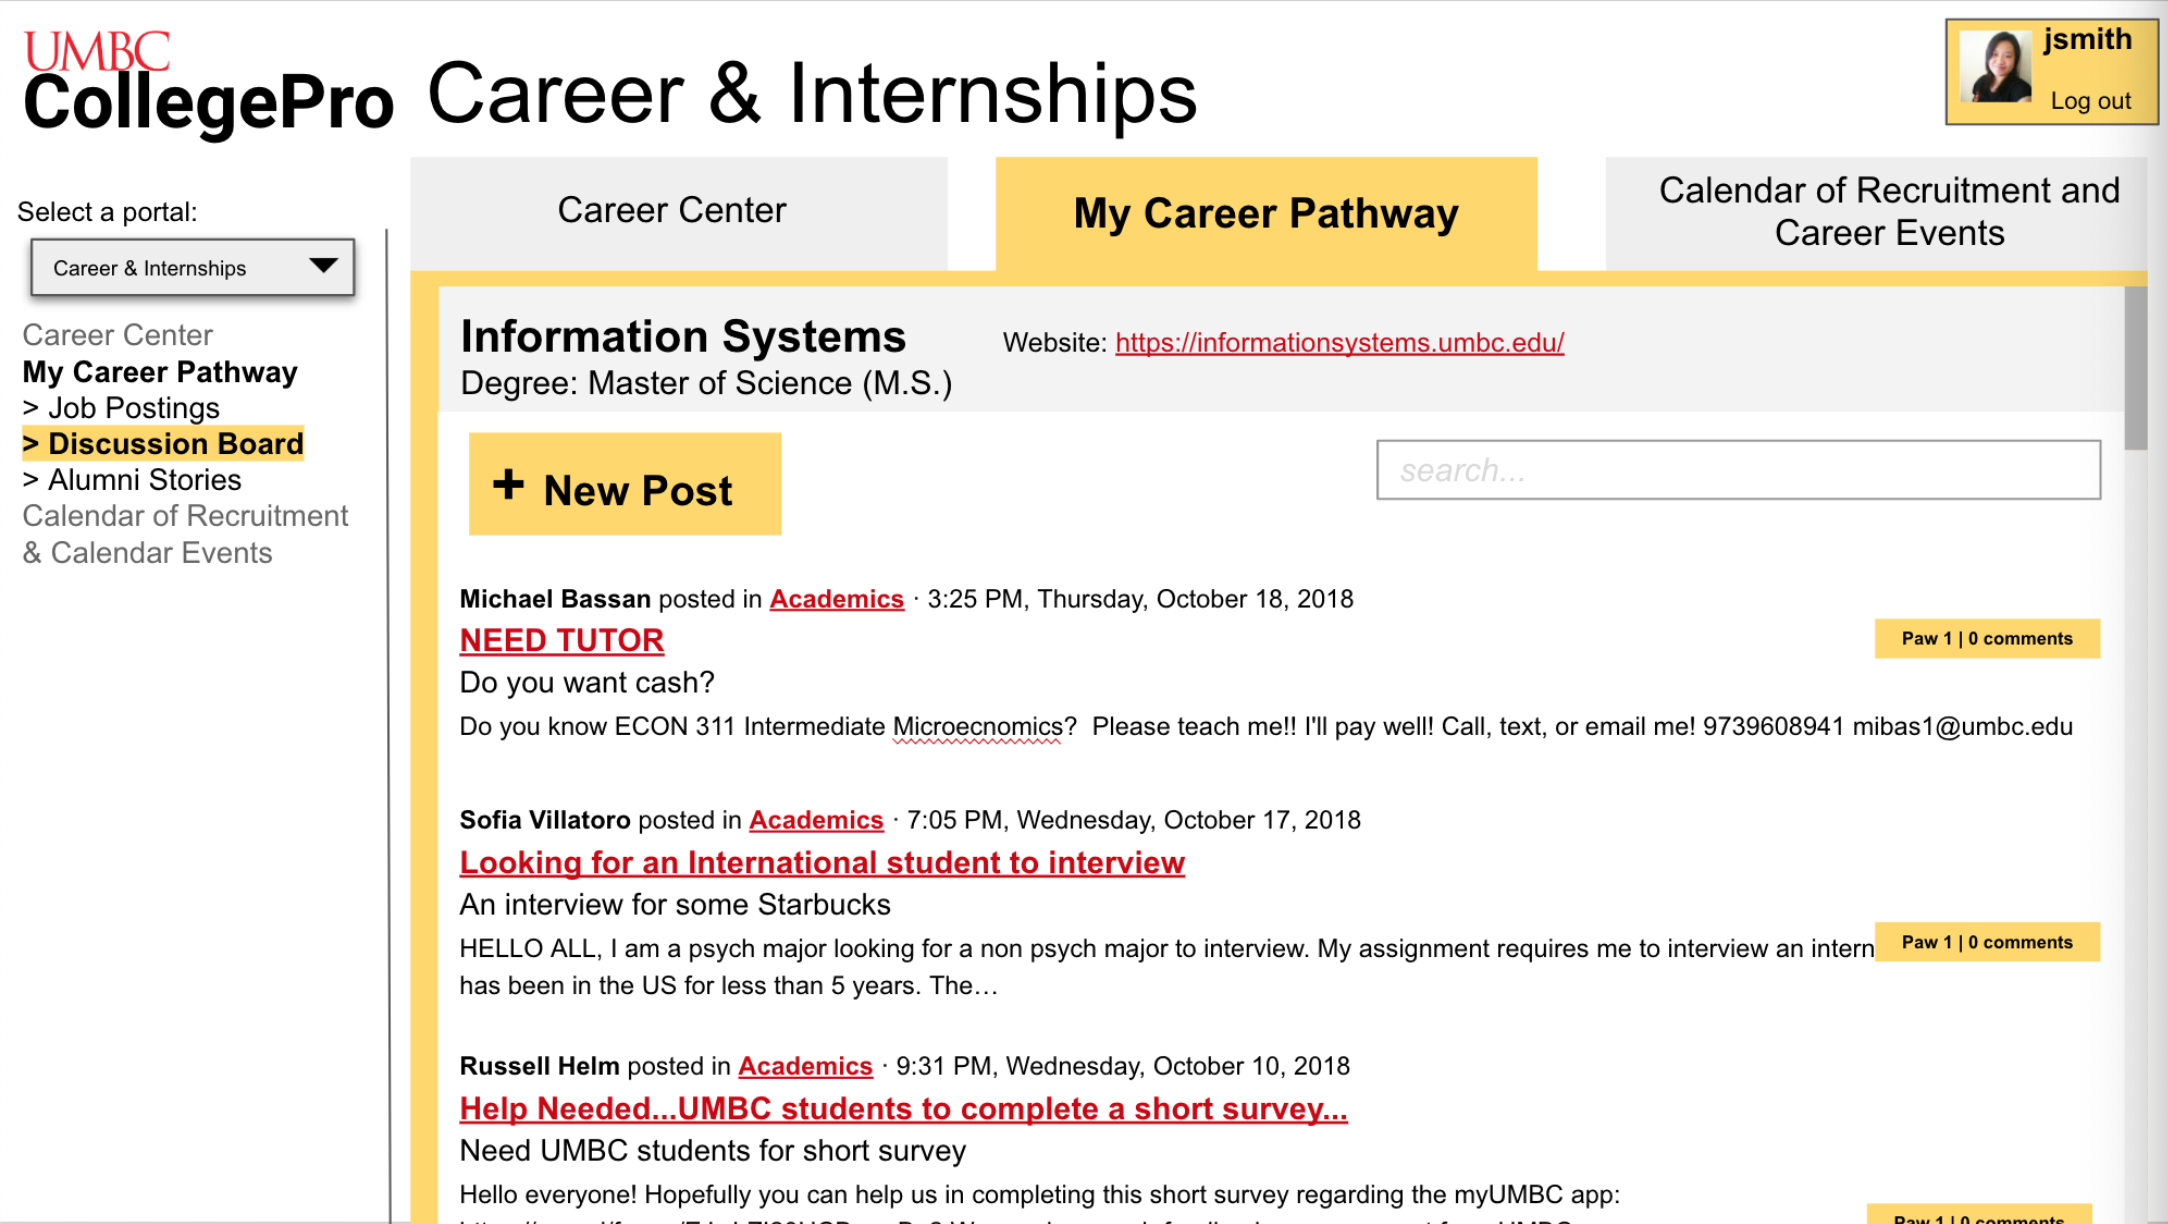 UMBC
CollegePro
Career & Internships
jsmith
Log out
Select a portal:
Career & Internships
Career Center
My Career Pathway
> Job Postings
> Discussion Board
> Alumni Stories
Calendar of Recruitment
& Calendar Events
Career Center
My Career Pathway
Calendar of Recruitment and
Career Events
Information Systems
Website: https://informationsystems.umbc.edu/
Degree: Master of Science (M.S.)
+ New Post
search...
Michael Bassan posted in Academics · 3:25 PM, Thursday, October 18, 2018
NEED TUTOR
Paw 1 | 0 comments
Do you want cash?
Do you know ECON 311 Intermediate Microecnomics?  Please teach me!! I'll pay well! Call, text, or email me! 9739608941 mibas1@umbc.edu
Sofia Villatoro posted in Academics · 7:05 PM, Wednesday, October 17, 2018
Looking for an International student to interview
An interview for some Starbucks
HELLO ALL, I am a psych major looking for a non psych major to interview. My assignment requires me to interview an intern
Paw 1 | 0 comments
has been in the US for less than 5 years. The…
Russell Helm posted in Academics · 9:31 PM, Wednesday, October 10, 2018
Help Needed...UMBC students to complete a short survey...
Need UMBC students for short survey
Hello everyone! Hopefully you can help us in completing this short survey regarding the myUMBC app:
Paw 1 | 0 comments